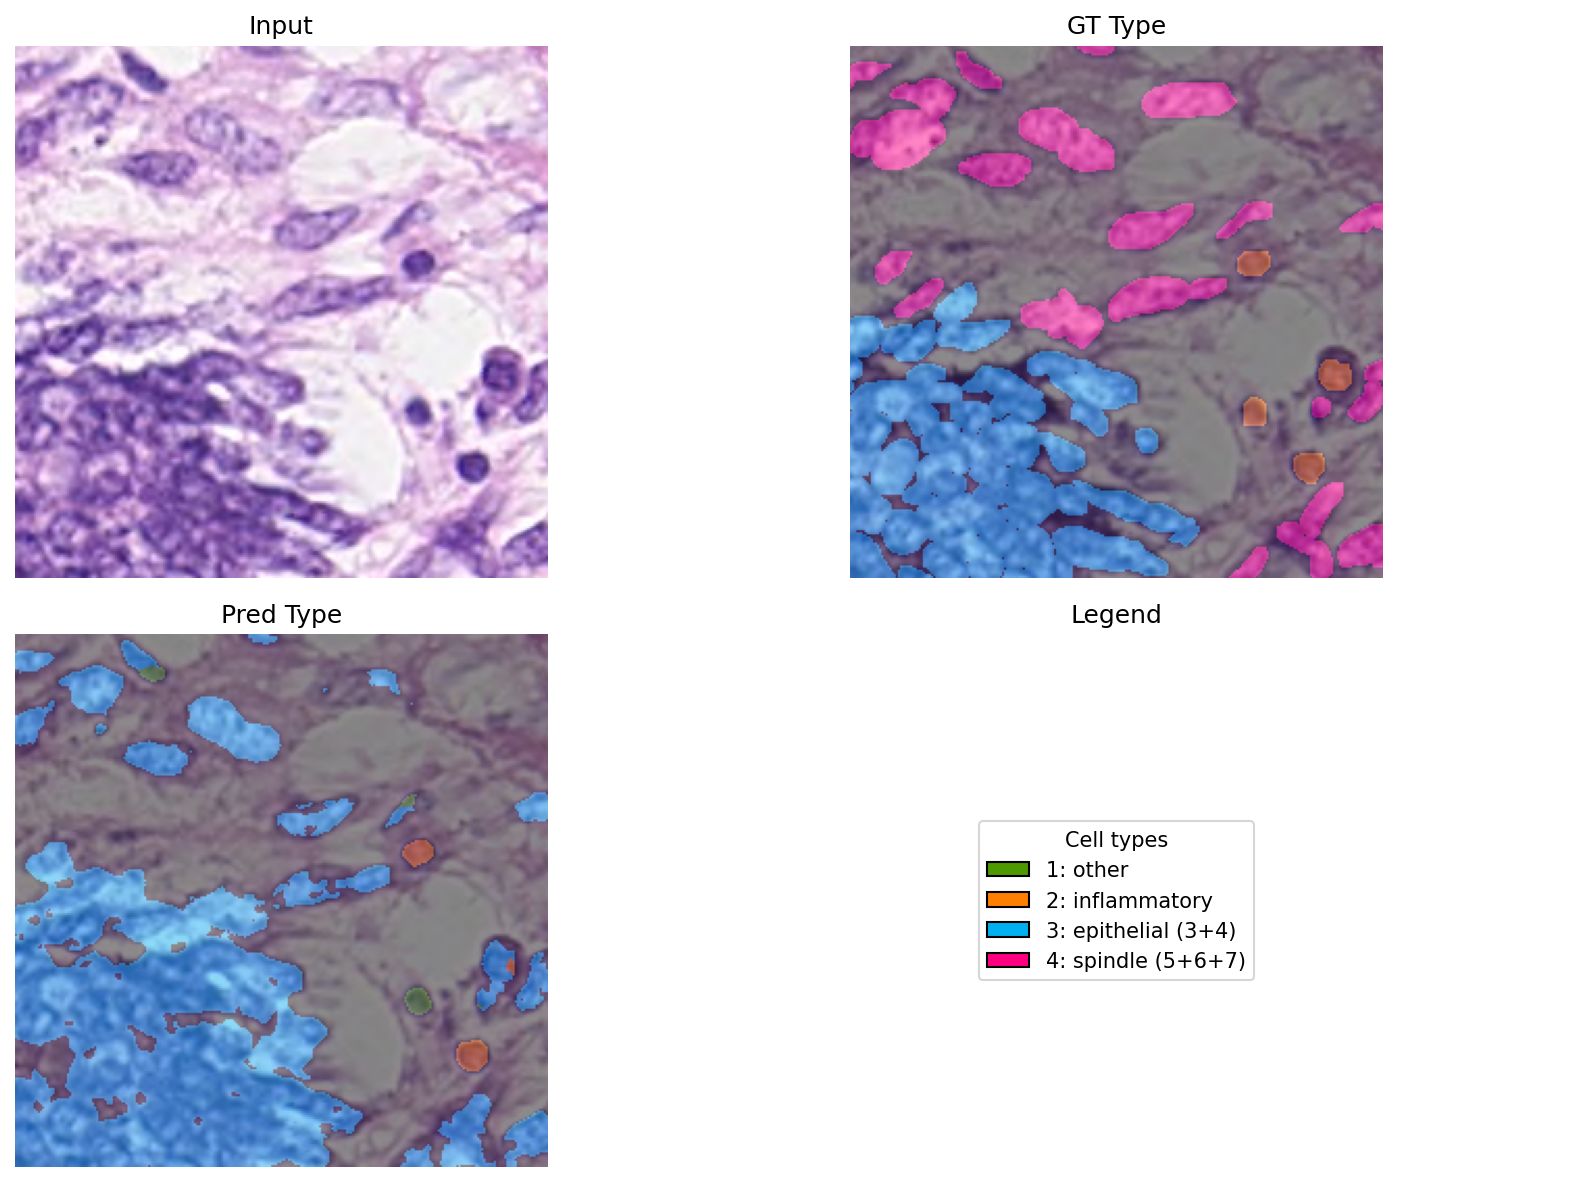 Input
GT Type
Pred Type
Legend
Cell types
1: other
2: inflammatory
3: epithelial (3+4)
4: spindle (5+6+7)